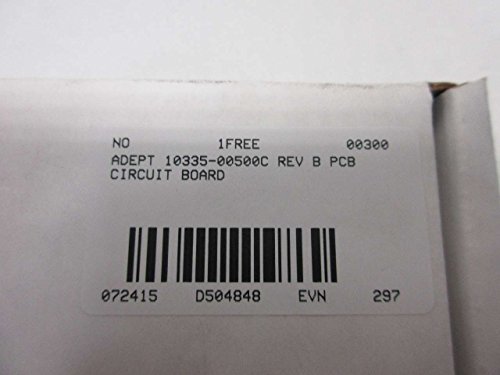 NO 1FREE 00300
ADEPT 10335-00500C REV B PCB
CIRCUIT BOARD
072415 D504848 EVN 297